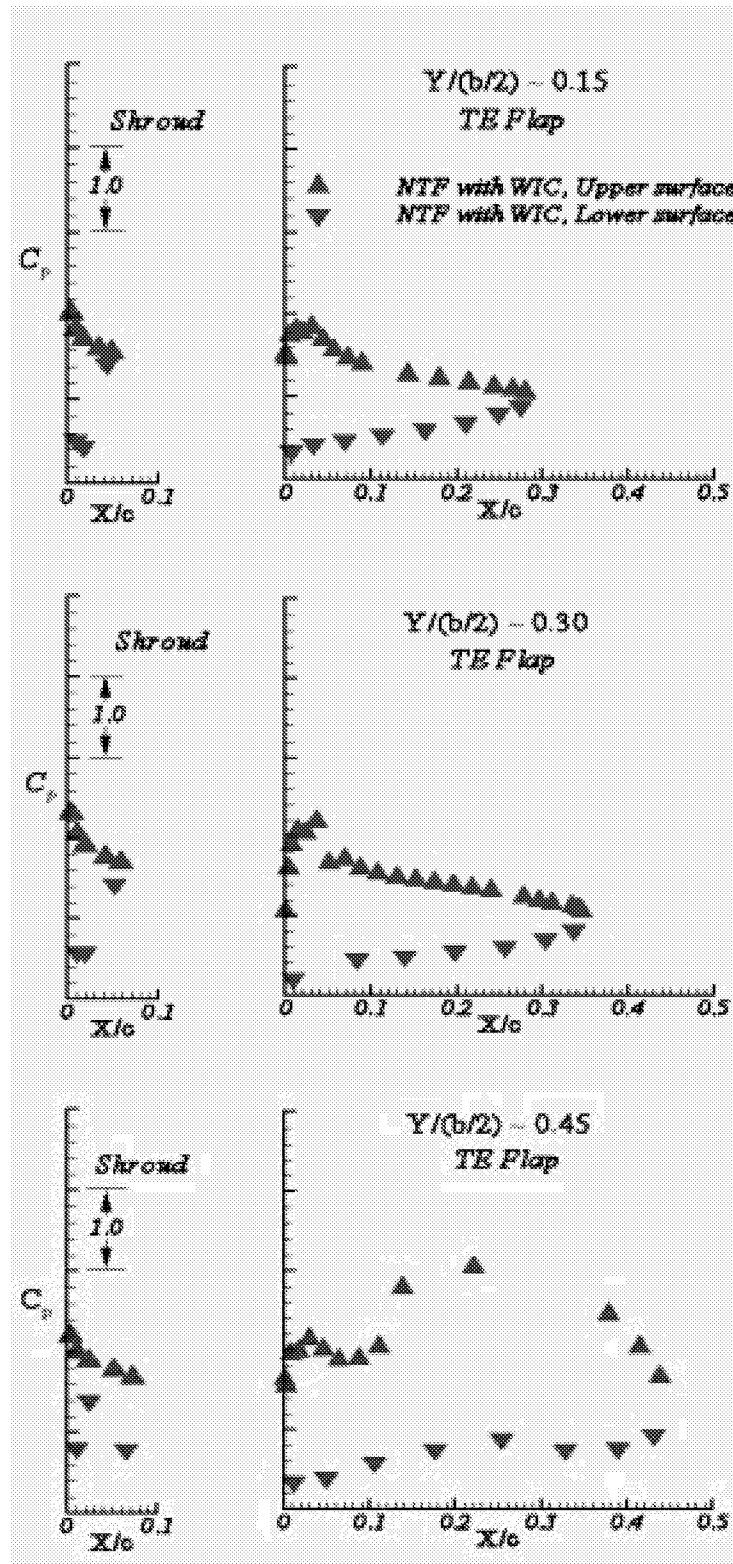 Y/(b/2) - 0.15
Shroud
TE Flap
1.0
NTF with WIC, Upper surface
NTF with WIC, Lower surface
Cp
0 0.1
X/c
0 0.1 0.2 0.3 0.4 0.5
X/c
Y/(b/2) - 0.30
Shroud
TE Flap
1.0
Cp
0 0.1
X/c
0 0.1 0.2 0.3 0.4 0.5
X/c
Y/(b/2) - 0.45
Shroud
TE Flap
1.0
Cp
0 0.1
X/c
0 0.1 0.2 0.3 0.4 0.5
X/c